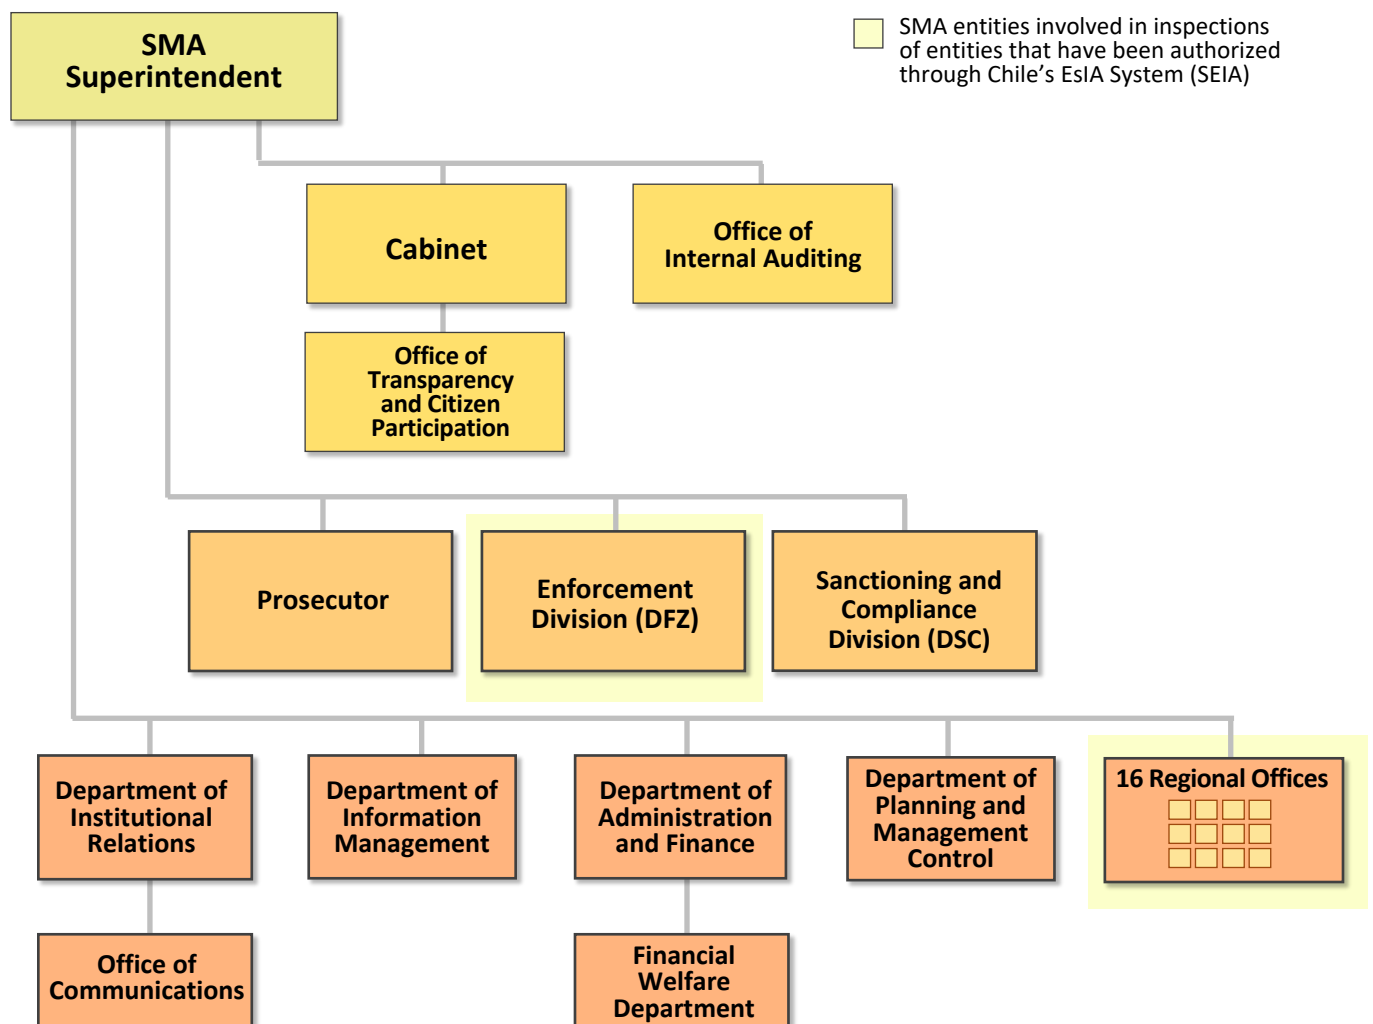 SMA
Superintendent
SMA entities involved in inspections
of entities that have been authorized
through Chile's EsIA System (SEIA)
Cabinet
Office of
Internal Auditing
Office of
Transparency
and Citizen
Participation
Prosecutor
Enforcement
Division (DFZ)
Sanctioning and
Compliance
Division (DSC)
Department of
Institutional
Relations
Department of
Information
Management
Department of
Administration
and Finance
Department of
Planning and
Management
Control
16 Regional Offices
Office of
Communications
Financial
Welfare
Department